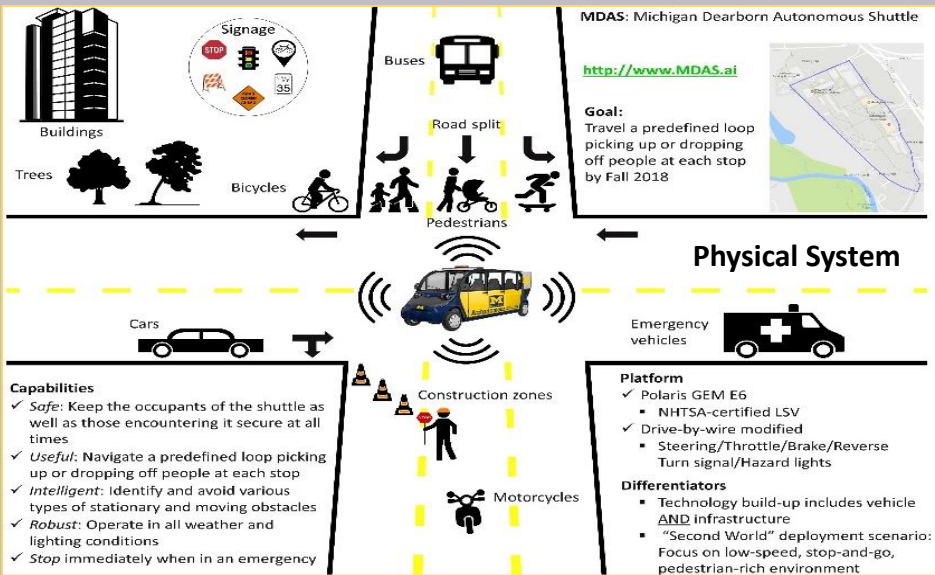 MDAS: Michigan Dearborn Autonomous Shuttle
Signage
STOP
35
Buses
http://www.MDAS.ai
Buildings
Road split
Goal:
Travel a predefined loop
picking up or dropping
off people at each stop
by Fall 2018
Trees
Bicycles
Pedestrians
Physical System
M
Cars
Emergency
vehicles
Capabilities
✓ Safe: Keep the occupants of the shuttle as
well as those encountering it secure at all
times
✓ Useful: Navigate a predefined loop picking
up or dropping off people at each stop
✓ Intelligent: Identify and avoid various
types of stationary and moving obstacles
✓ Robust: Operate in all weather and
lighting conditions
✓ Stop immediately when in an emergency
Construction zones
STOP
Motorcycles
Platform
✓ Polaris GEM E6
▪ NHTSA-certified LSV
✓ Drive-by-wire modified
▪ Steering/Throttle/Brake/Reverse
Turn signal/Hazard lights
Differentiators
▪ Technology build-up includes vehicle
AND infrastructure
▪ “Second World” deployment scenario:
Focus on low-speed, stop-and-go,
pedestrian-rich environment